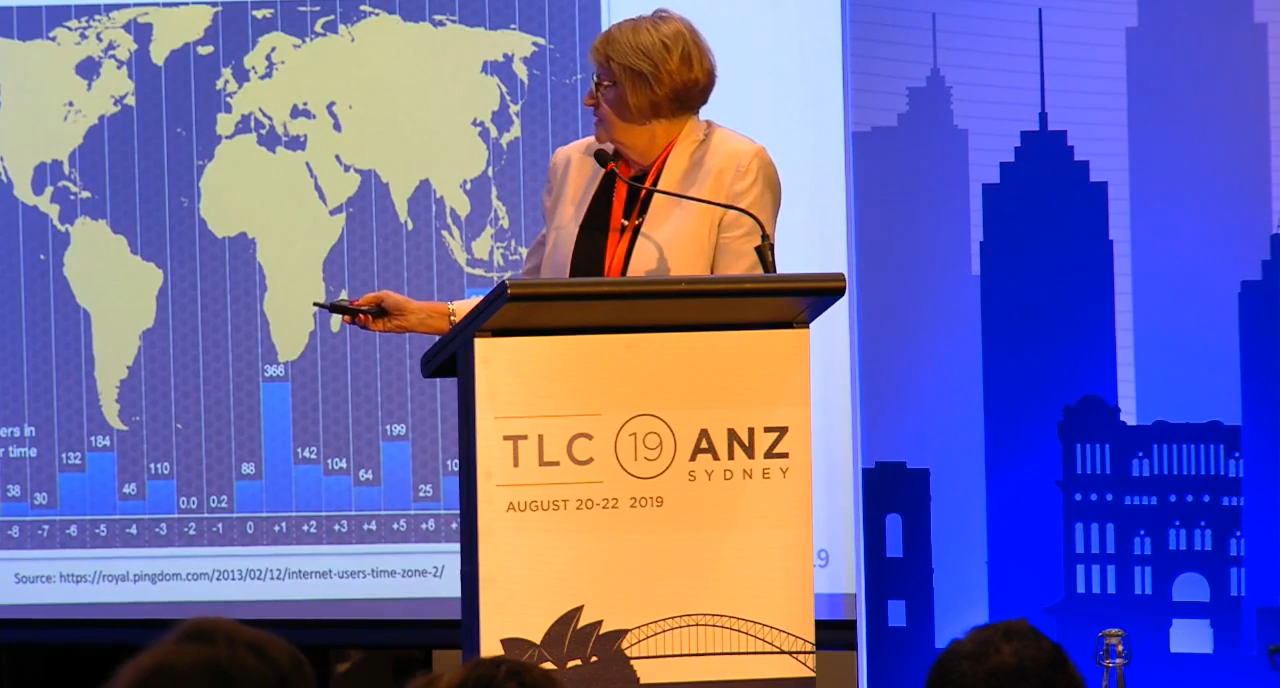 366
199
184
142
132
110
104
88
64
46
38
30
25
0.0
0.2
ers in
time
-8 -7 -6 -5 -4 -3 -2 -1 0 +1 +2 +3 +4 +5 +6
Source: https://royal.pingdom.com/2013/02/12/internet-users-time-zone-2/
TLC 19 ANZ
SYDNEY
AUGUST 20-22 2019